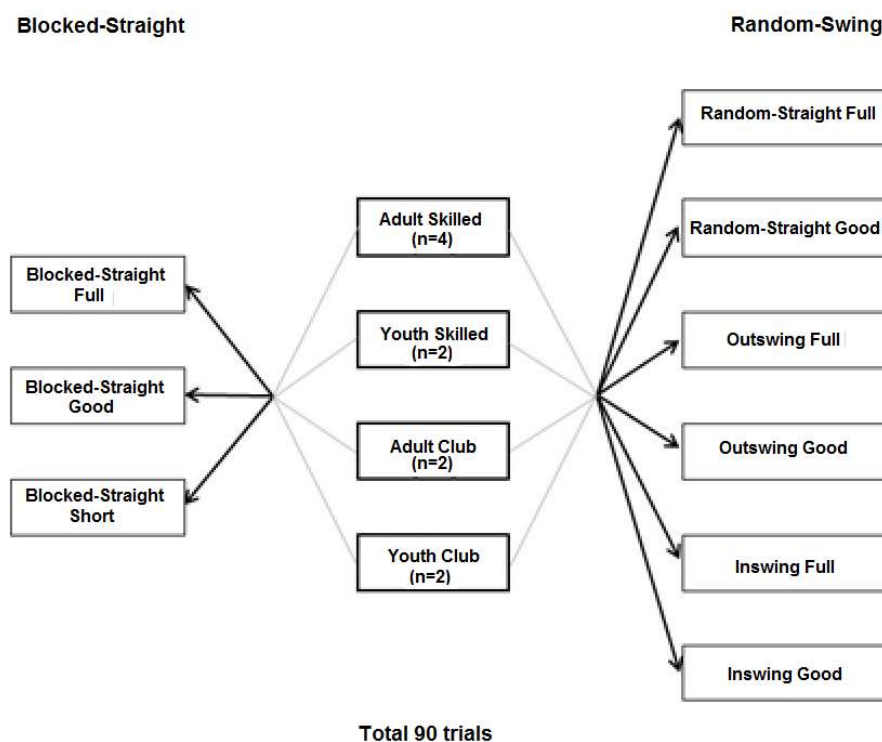 Blocked-Straight
Random-Swing
Blocked-Straight
Full
Blocked-Straight
Good
Blocked-Straight
Short
Adult Skilled
(n=4)
Youth Skilled
(n=2)
Adult Club
(n=2)
Youth Club
(n=2)
Random-Straight Full
Random-Straight Good
Outswing Full
Outswing Good
Inswing Full
Inswing Good
Total 90 trials